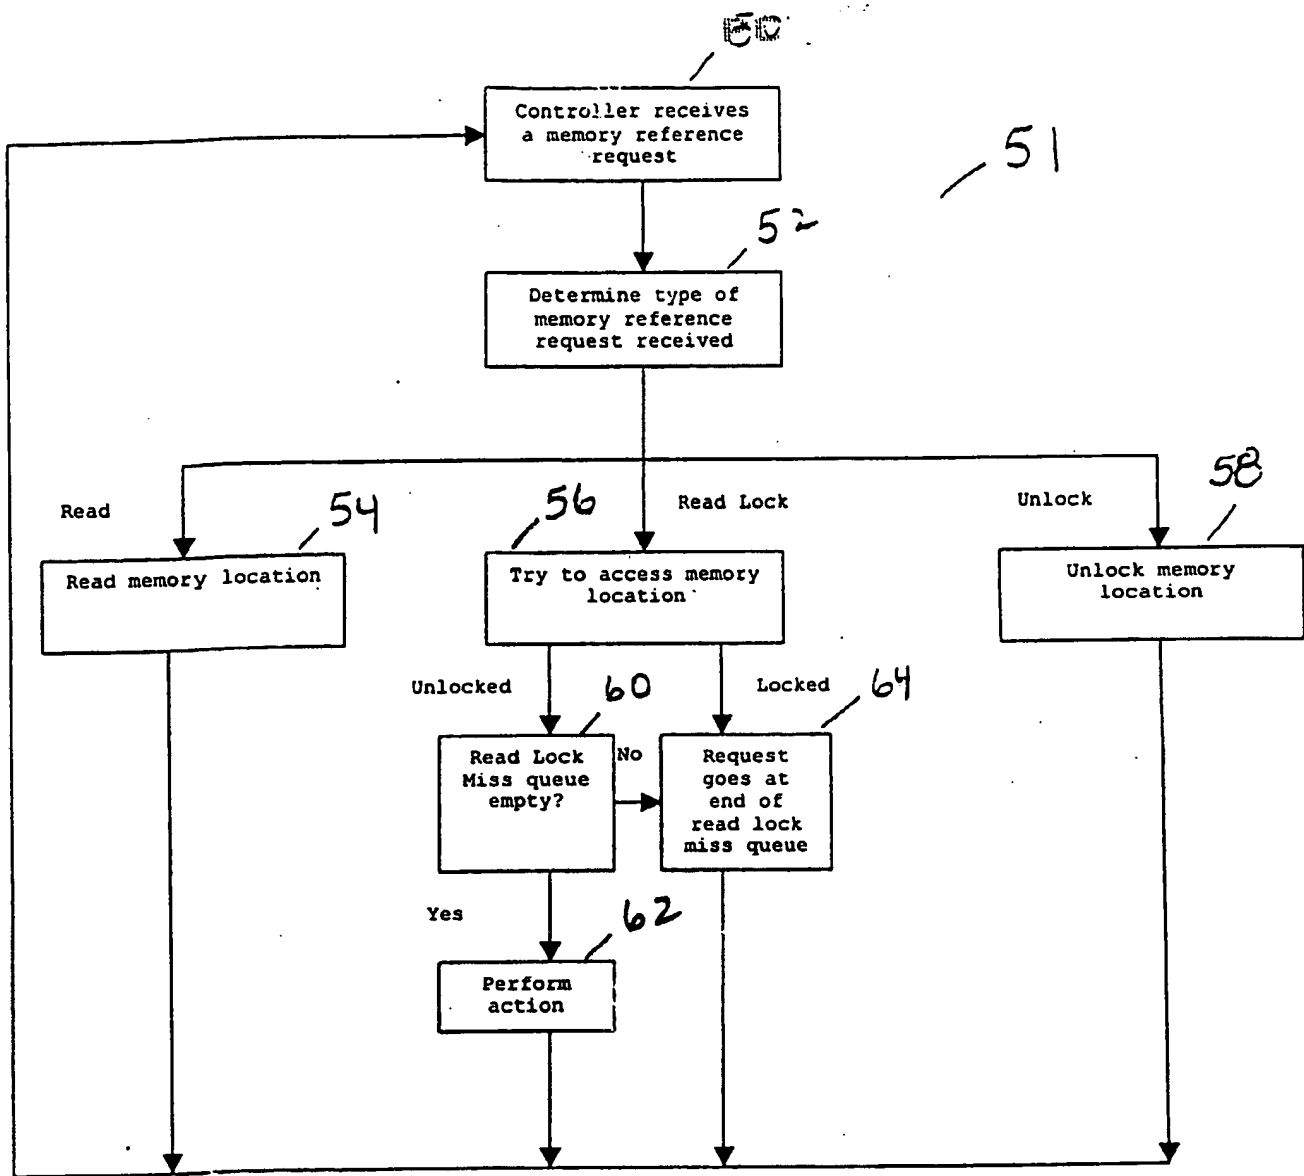 Controller receives
a memory reference
request
51
52
Determine type of
memory reference
request received
Read
54
56
Read Lock
Unlock
58
Read memory location
Try to access memory
location
Unlock memory
location
Unlocked
60
Locked
64
Read Lock
Miss queue
empty?
No
Request
goes at
end of
read lock
miss queue
Yes
62
Perform
action